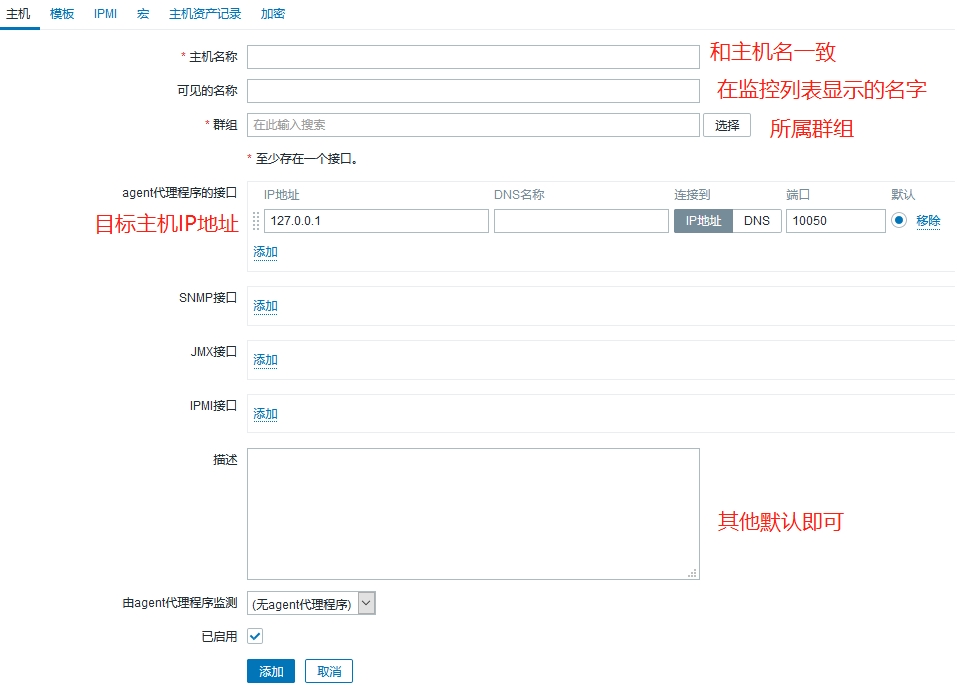 主机 模板 IPMI 宏 主机资产记录 加密
* 主机名称 和主机名一致
可见的名称 在监控列表显示的名字
* 群组 在此输入搜索 选择 所属群组
* 至少存在一个接口。
agent代理程序的接口 IP地址 DNS名称 连接到 端口 默认
目标主机IP地址 127.0.0.1 IP地址 DNS 10050 移除
添加
SNMP接口 添加
JMX接口 添加
IPMI接口 添加
描述
其他默认即可
由agent代理程序监测 (无agent代理程序)
已启用
添加 取消